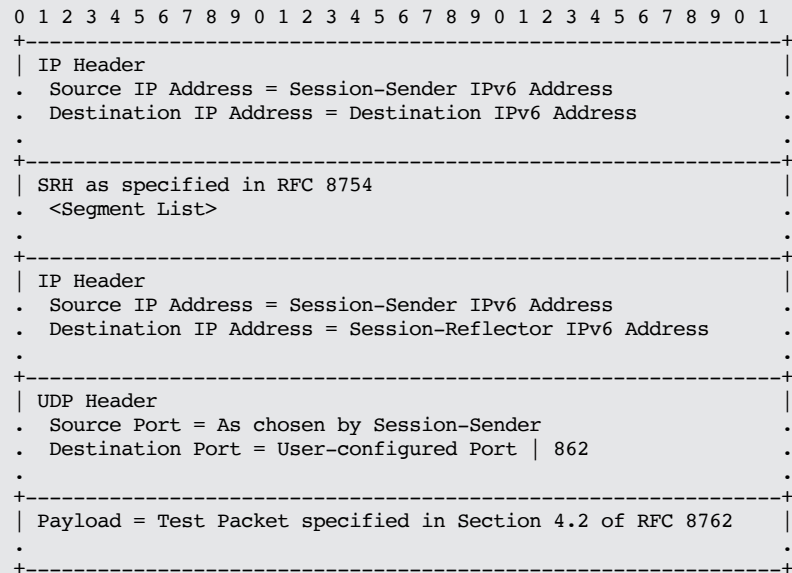 0 1 2 3 4 5 6 7 8 9 0 1 2 3 4 5 6 7 8 9 0 1 2 3 4 5 6 7 8 9 0 1
+---------------------------------------------------------------+
| IP Header                                                     |
.  Source IP Address = Session-Sender IPv6 Address              .
.  Destination IP Address = Destination IPv6 Address            .
.                                                               .
+---------------------------------------------------------------+
| SRH as specified in RFC 8754                                  |
.  <Segment List>                                               .
.                                                               .
+---------------------------------------------------------------+
| IP Header                                                     |
.  Source IP Address = Session-Sender IPv6 Address              .
.  Destination IP Address = Session-Reflector IPv6 Address      .
.                                                               .
+---------------------------------------------------------------+
| UDP Header                                                    |
.  Source Port = As chosen by Session-Sender                    .
.  Destination Port = User-configured Port | 862                .
.                                                               .
+---------------------------------------------------------------+
| Payload = Test Packet specified in Section 4.2 of RFC 8762    |
.                                                               .
+---------------------------------------------------------------+